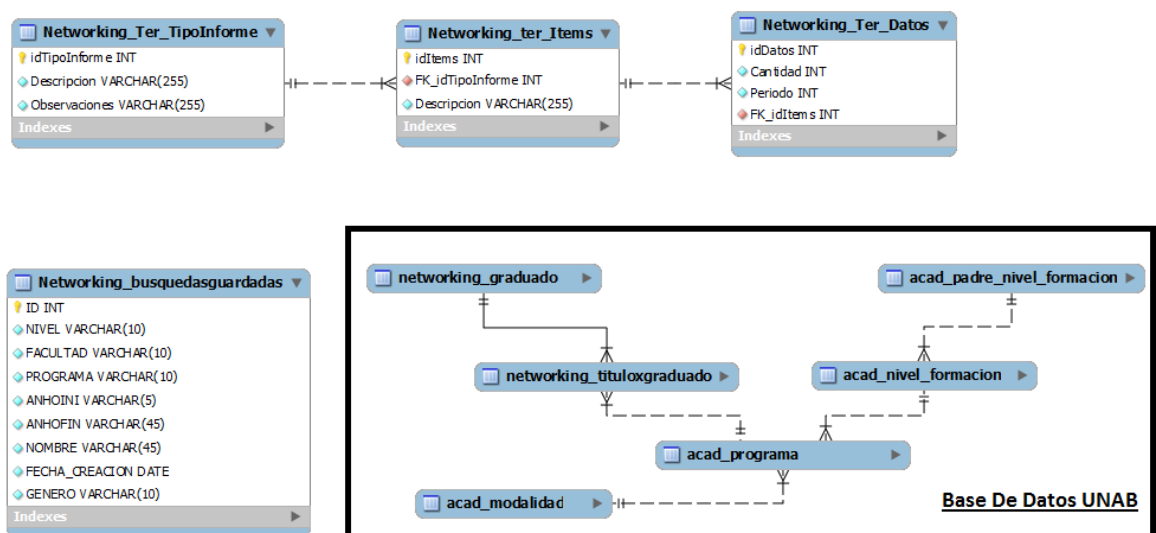 Networking_Ter_TipoInforme
idTipoInforme INT
Descripcion VARCHAR(255)
Observaciones VARCHAR(255)
Indexes
Networking_ter_Items
idItems INT
FK_idTipoInforme INT
Descripcion VARCHAR(255)
Indexes
Networking_Ter_Datos
idDatos INT
Cantidad INT
Periodo INT
FK_idItems INT
Indexes
Networking_busquedasguardadas
ID INT
NIVEL VARCHAR(10)
FACULTAD VARCHAR(10)
PROGRAMA VARCHAR(10)
ANHOINI VARCHAR(5)
ANHOFIN VARCHAR(45)
NOMBRE VARCHAR(45)
FECHA_CREACION DATE
GENERO VARCHAR(10)
Indexes
networking_graduado
acad_padre_nivel_formacion
networking_tituloxgraduado
acad_nivel_formacion
acad_programa
acad_modalidad
Base De Datos UNAB